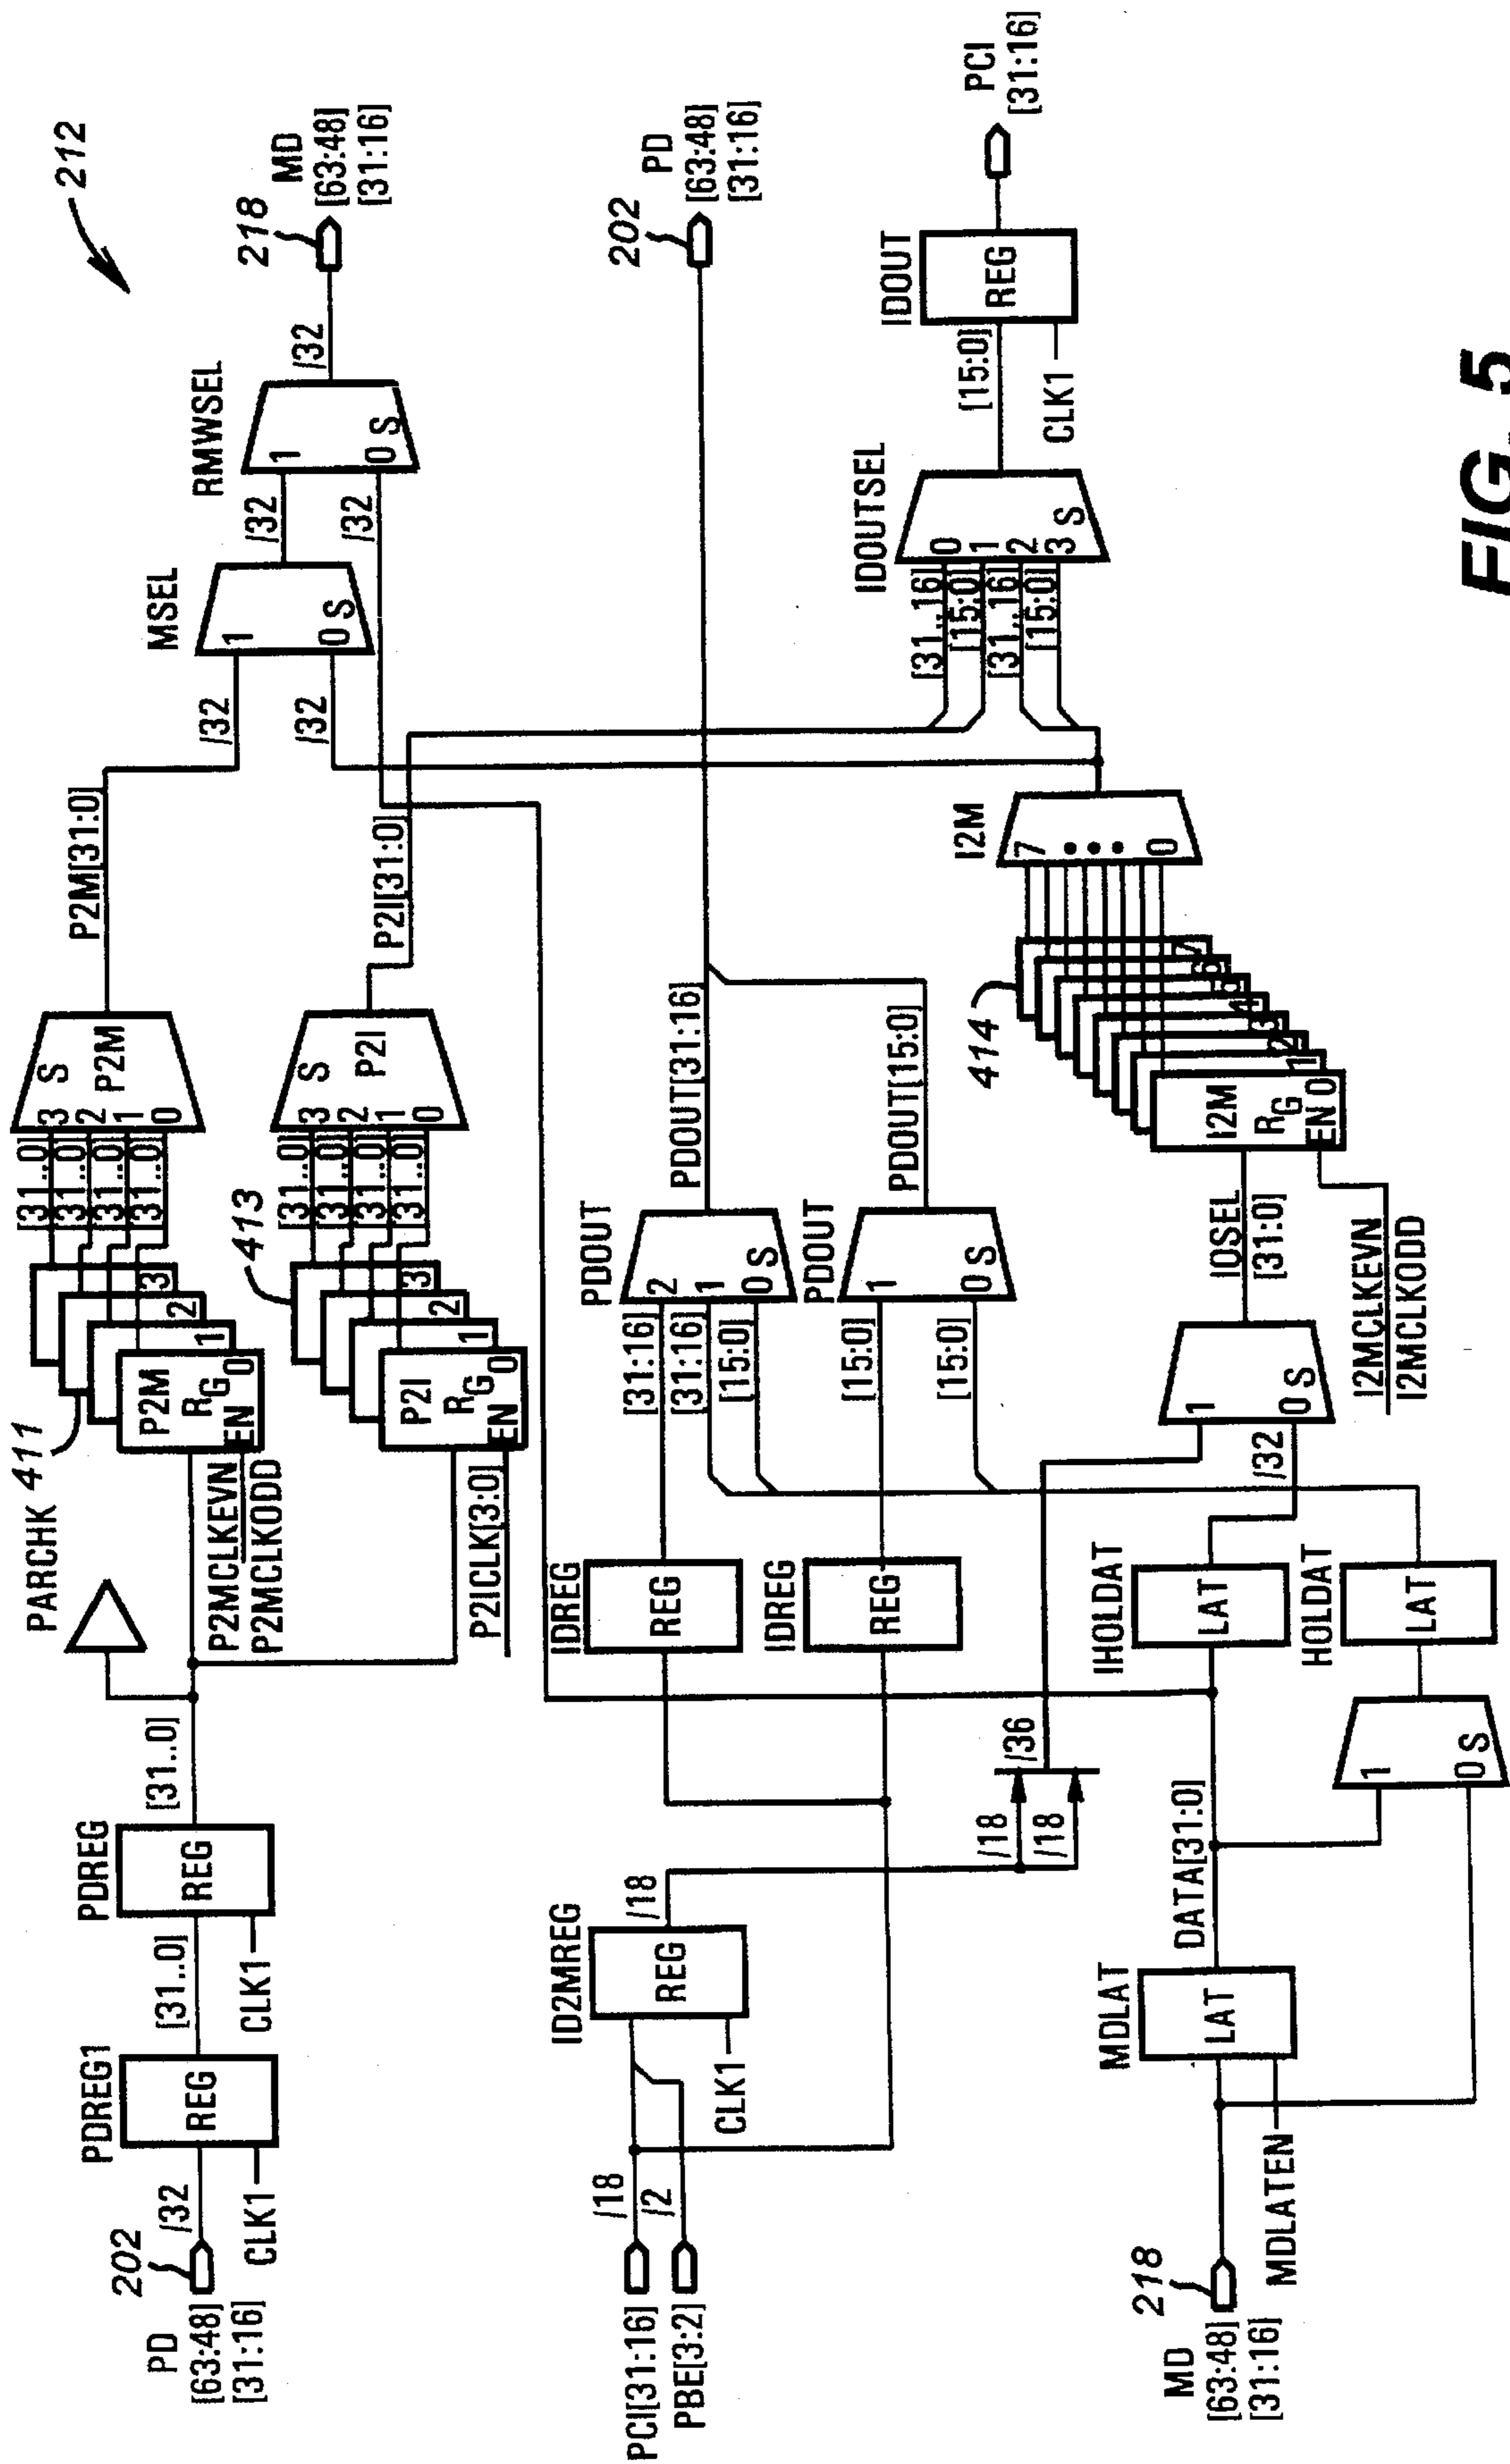 212
PD
[63:48]
[31:16]
202
/32
CLK1
PDREG1
REG
[31..0]
CLK1
PDREG
REG
[31..0]
PARCHK
411
P2M
RG
EN 0
1
2
3
P2MCLKEVN
P2MCLKODD
[31..0]
[31..0]
[31..0]
[31..0]
3
2
1
0
S
P2M
P2M[31:0]
413
P2I
RG
EN 0
1
2
3
P2ICLK[3:0]
[31..0]
[31..0]
[31..0]
[31..0]
3
2
1
0
S
P2I
P2I[31:0]
/32
/32
MSEL
1
0 S
/32
/32
RMWSEL
1
0 S
/32
218
MD
[63:48]
[31:16]
PCI[31:16]
PBE[3:2]
/18
/2
ID2MREG
REG
CLK1
/18
/18
/18
/36
IDREG
REG
IDREG
REG
[31:16]
[31:16]
[15:0]
PDOUT
2
1
0 S
PDOUT[31:16]
[15:0]
[15:0]
PDOUT
1
0 S
PDOUT[15:0]
202
PD
[63:48]
[31:16]
MD
[63:48]
[31:16]
218
MDLATEN
MDLAT
LAT
DATA[31:0]
1
0 S
IHOLDAT
LAT
HOLDAT
LAT
/32
1
0 S
IOSEL
[31:0]
I2MCLKEVN
I2MCLKODD
414
I2M
RG
EN 0
1
2
3
4
7
I2M
7
0
[31..16]
[15:0]
[31..16]
[15:0]
IDOUTSEL
0
1
2
3 S
[15:0]
CLK1
IDOUT
REG
PCI
[31:16]
FIG. 5